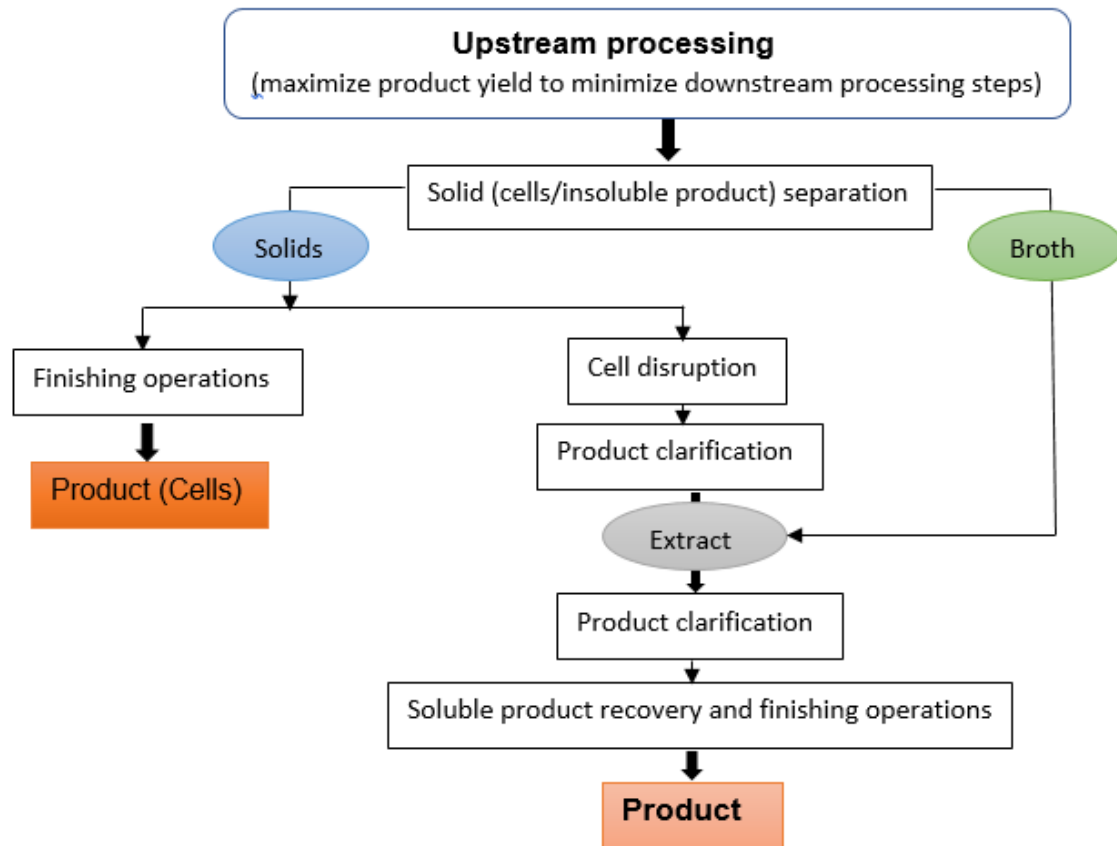 Upstream processing
(maximize product yield to minimize downstream processing steps)
Solid (cells/insoluble product) separation
Solids
Broth
Finishing operations
Cell disruption
Product clarification
Product (Cells)
Extract
Product clarification
Soluble product recovery and finishing operations
Product